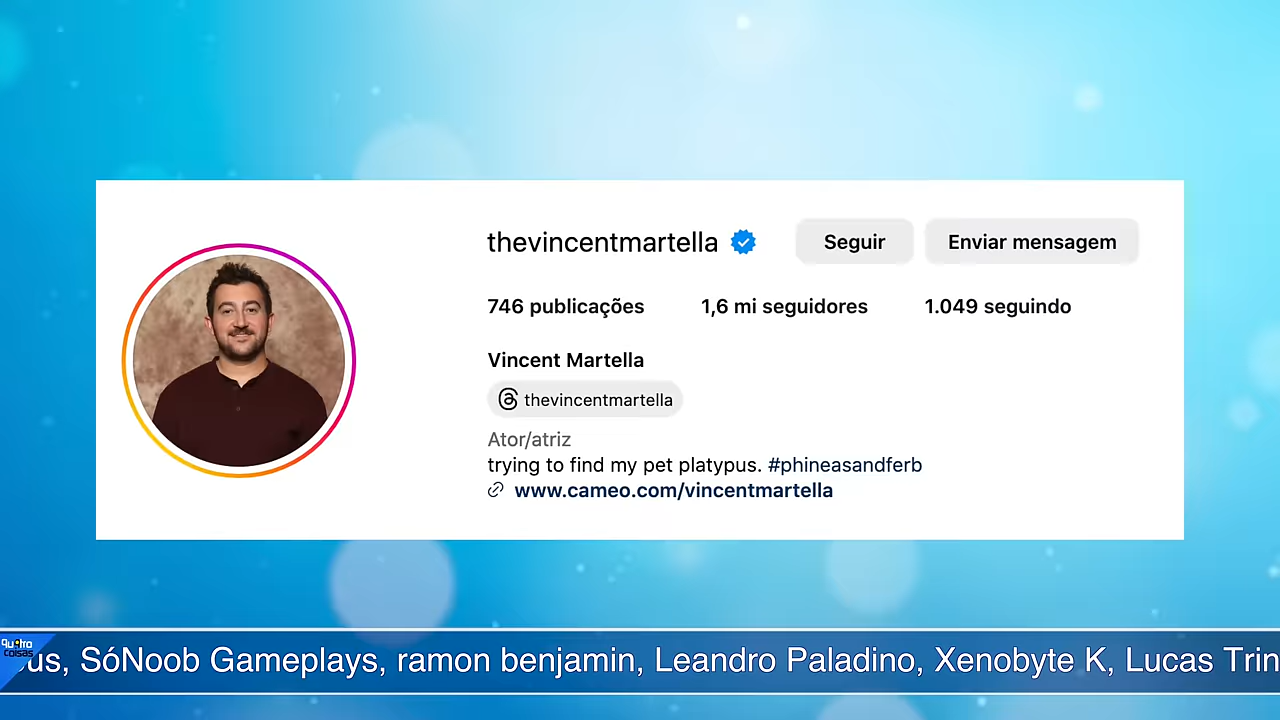 thevincentmartella
Seguir
Enviar mensagem
746 publicações
1,6 mi seguidores
1.049 seguindo
Vincent Martella
thevincentmartella
Ator/atriz
trying to find my pet platypus. #phineasandferb
www.cameo.com/vincentmartella
quatro
coisas
us, SóNoob Gameplays, ramon benjamin, Leandro Paladino, Xenobyte K, Lucas Trin